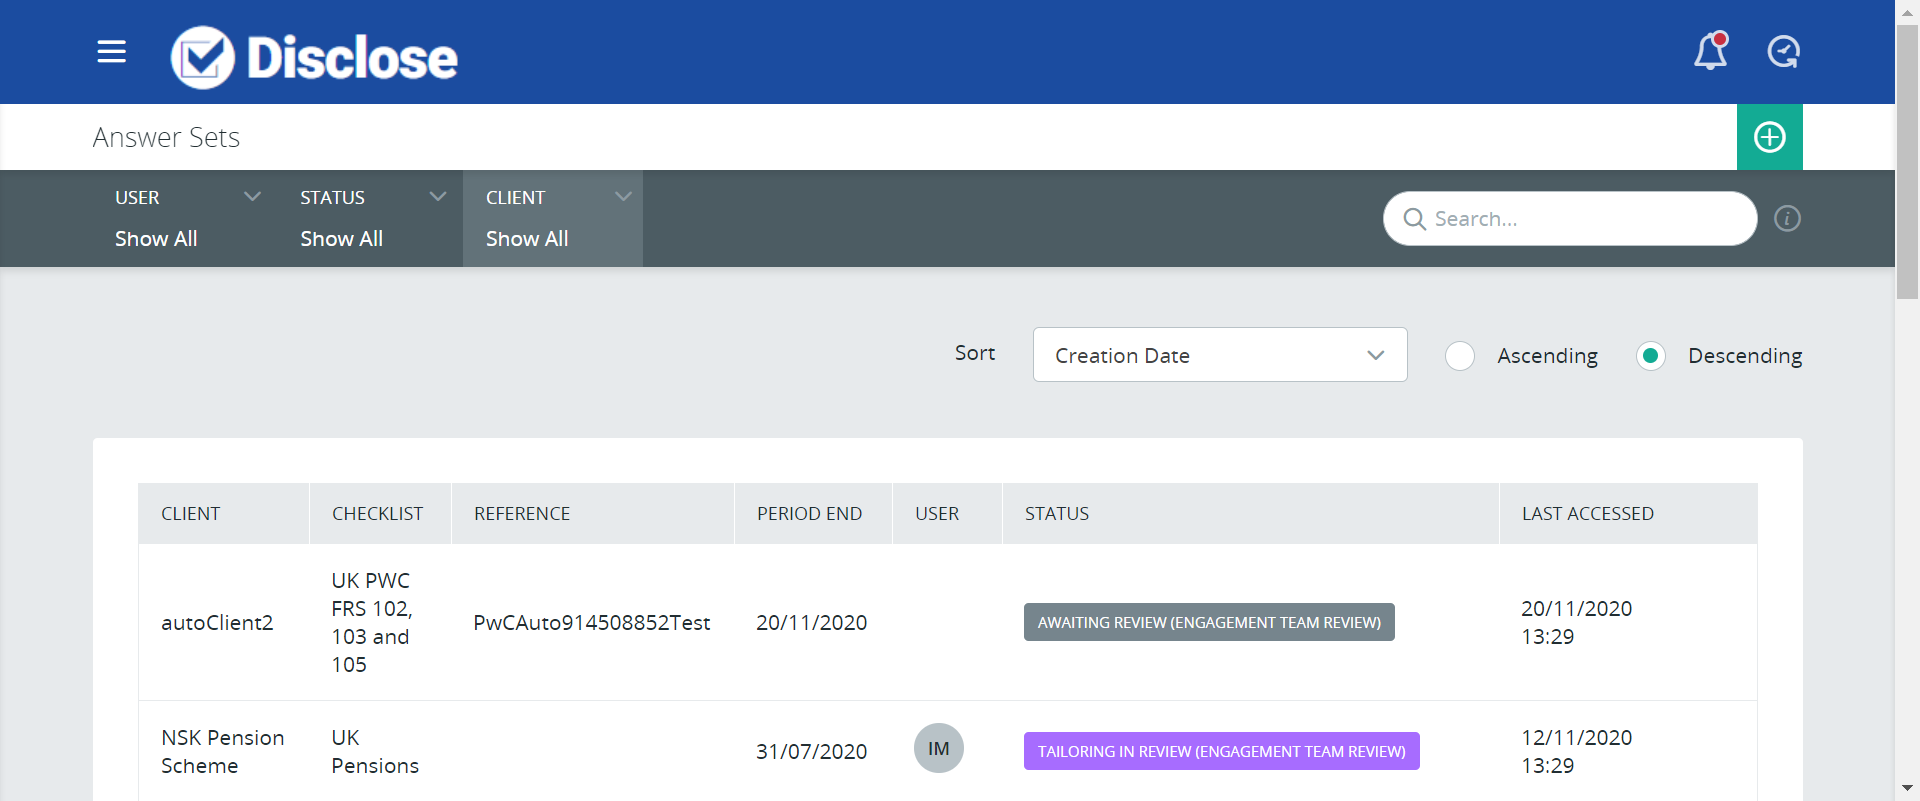 Disclose
Answer Sets
USER STATUS CLIENT
Show All Show All Show All
Search...
Sort Creation Date Ascending Descending
CLIENT CHECKLIST REFERENCE PERIOD END USER STATUS LAST ACCESSED
autoClient2
UK PWC
FRS 102,
103 and
105
PwCAuto914508852Test
20/11/2020
AWAITING REVIEW (ENGAGEMENT TEAM REVIEW)
20/11/2020
13:29
NSK Pension
Scheme
UK
Pensions
31/07/2020
IM
TAILORING IN REVIEW (ENGAGEMENT TEAM REVIEW)
12/11/2020
13:29